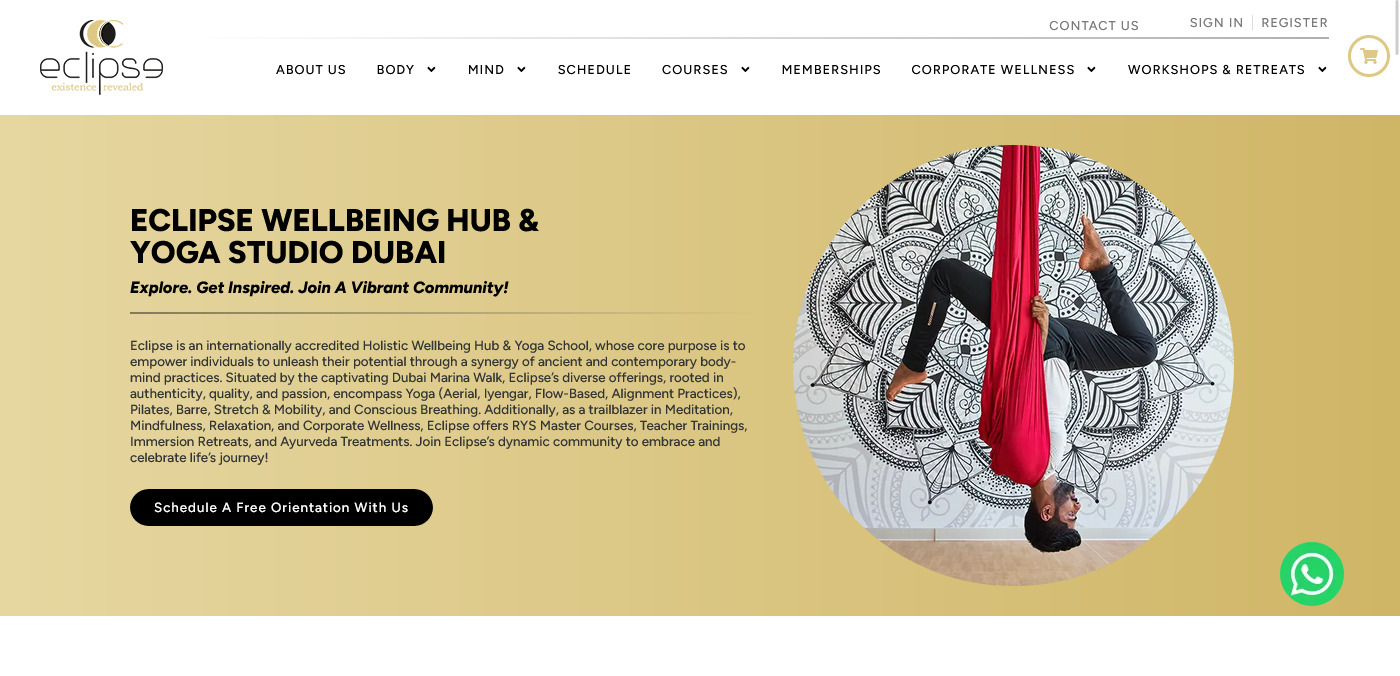 CONTACT US
SIGN IN
REGISTER
eclipse
existence revealed
ABOUT US
BODY
MIND
SCHEDULE
COURSES
MEMBERSHIPS
CORPORATE WELLNESS
WORKSHOPS & RETREATS
ECLIPSE WELLBEING HUB &
YOGA STUDIO DUBAI
Explore. Get Inspired. Join A Vibrant Community!
Eclipse is an internationally accredited Holistic Wellbeing Hub & Yoga School, whose core purpose is to
empower individuals to unleash their potential through a synergy of ancient and contemporary body-
mind practices. Situated by the captivating Dubai Marina Walk, Eclipse’s diverse offerings, rooted in
authenticity, quality, and passion, encompass Yoga (Aerial, Iyengar, Flow-Based, Alignment Practices),
Pilates, Barre, Stretch & Mobility, and Conscious Breathing. Additionally, as a trailblazer in Meditation,
Mindfulness, Relaxation, and Corporate Wellness, Eclipse offers RYS Master Courses, Teacher Trainings,
Immersion Retreats, and Ayurveda Treatments. Join Eclipse’s dynamic community to embrace and
celebrate life’s journey!
Schedule A Free Orientation With Us